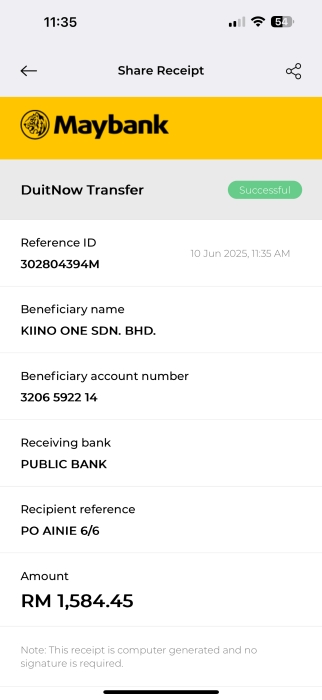 11:35
54
Share Receipt
Maybank
DuitNow Transfer
Successful
Reference ID
302804394M
10 Jun 2025, 11:35 AM
Beneficiary name
KIINO ONE SDN. BHD.
Beneficiary account number
3206 5922 14
Receiving bank
PUBLIC BANK
Recipient reference
PO AINIE 6/6
Amount
RM 1,584.45
Note: This receipt is computer generated and no
signature is required.